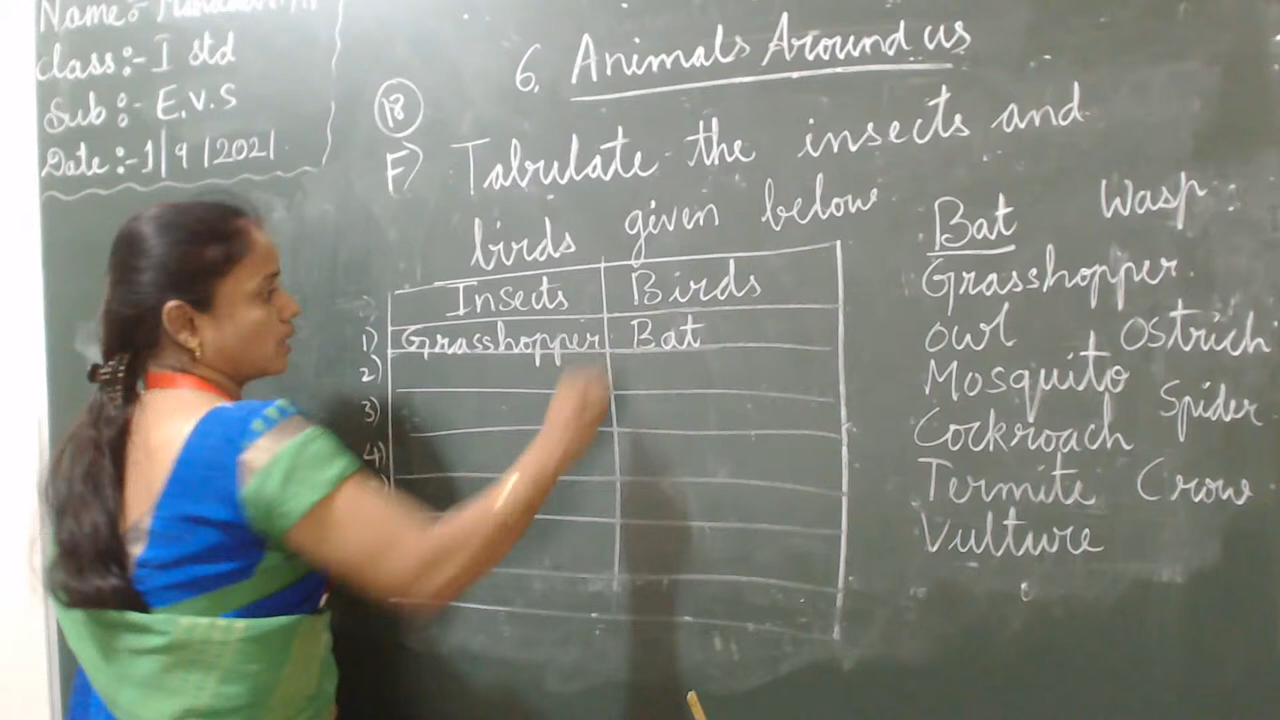 Name:-
Class:- I std
Sub:- E.V.S
Date:-1/9/2021
6. Animals Around us
18
F) Tabulate the insects and
birds given below
Insects Birds
1) Grasshopper Bat
2)
3)
4)
Bat Wasp
Grasshopper
Owl Ostrich
Mosquito
Spider
Cockroach
Termite Crow
Vulture